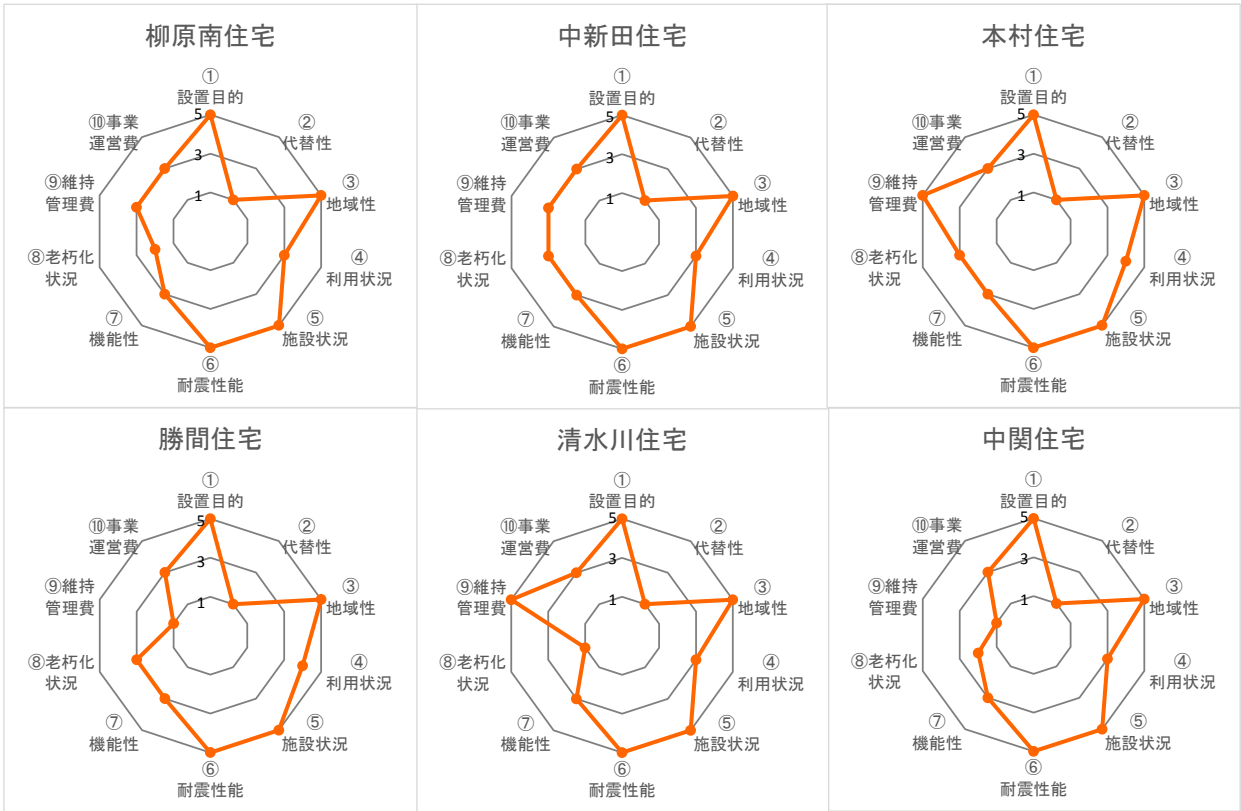 柳原南住宅
①
設置目的
②
代替性
③
地域性
④
利用状況
⑤
施設状況
⑥
耐震性能
⑦
機能性
⑧老朽化
状況
⑨維持
管理費
⑩事業
運営費
5
3
1
中新田住宅
①
設置目的
②
代替性
③
地域性
④
利用状況
⑤
施設状況
⑥
耐震性能
⑦
機能性
⑧老朽化
状況
⑨維持
管理費
⑩事業
運営費
5
3
1
本村住宅
①
設置目的
②
代替性
③
地域性
④
利用状況
⑤
施設状況
⑥
耐震性能
⑦
機能性
⑧老朽化
状況
⑨維持
管理費
⑩事業
運営費
5
3
1
勝間住宅
①
設置目的
②
代替性
③
地域性
④
利用状況
⑤
施設状況
⑥
耐震性能
⑦
機能性
⑧老朽化
状況
⑨維持
管理費
⑩事業
運営費
5
3
1
清水川住宅
①
設置目的
②
代替性
③
地域性
④
利用状況
⑤
施設状況
⑥
耐震性能
⑦
機能性
⑧老朽化
状況
⑨維持
管理費
⑩事業
運営費
5
3
1
中関住宅
①
設置目的
②
代替性
③
地域性
④
利用状況
⑤
施設状況
⑥
耐震性能
⑦
機能性
⑧老朽化
状況
⑨維持
管理費
⑩事業
運営費
5
3
1